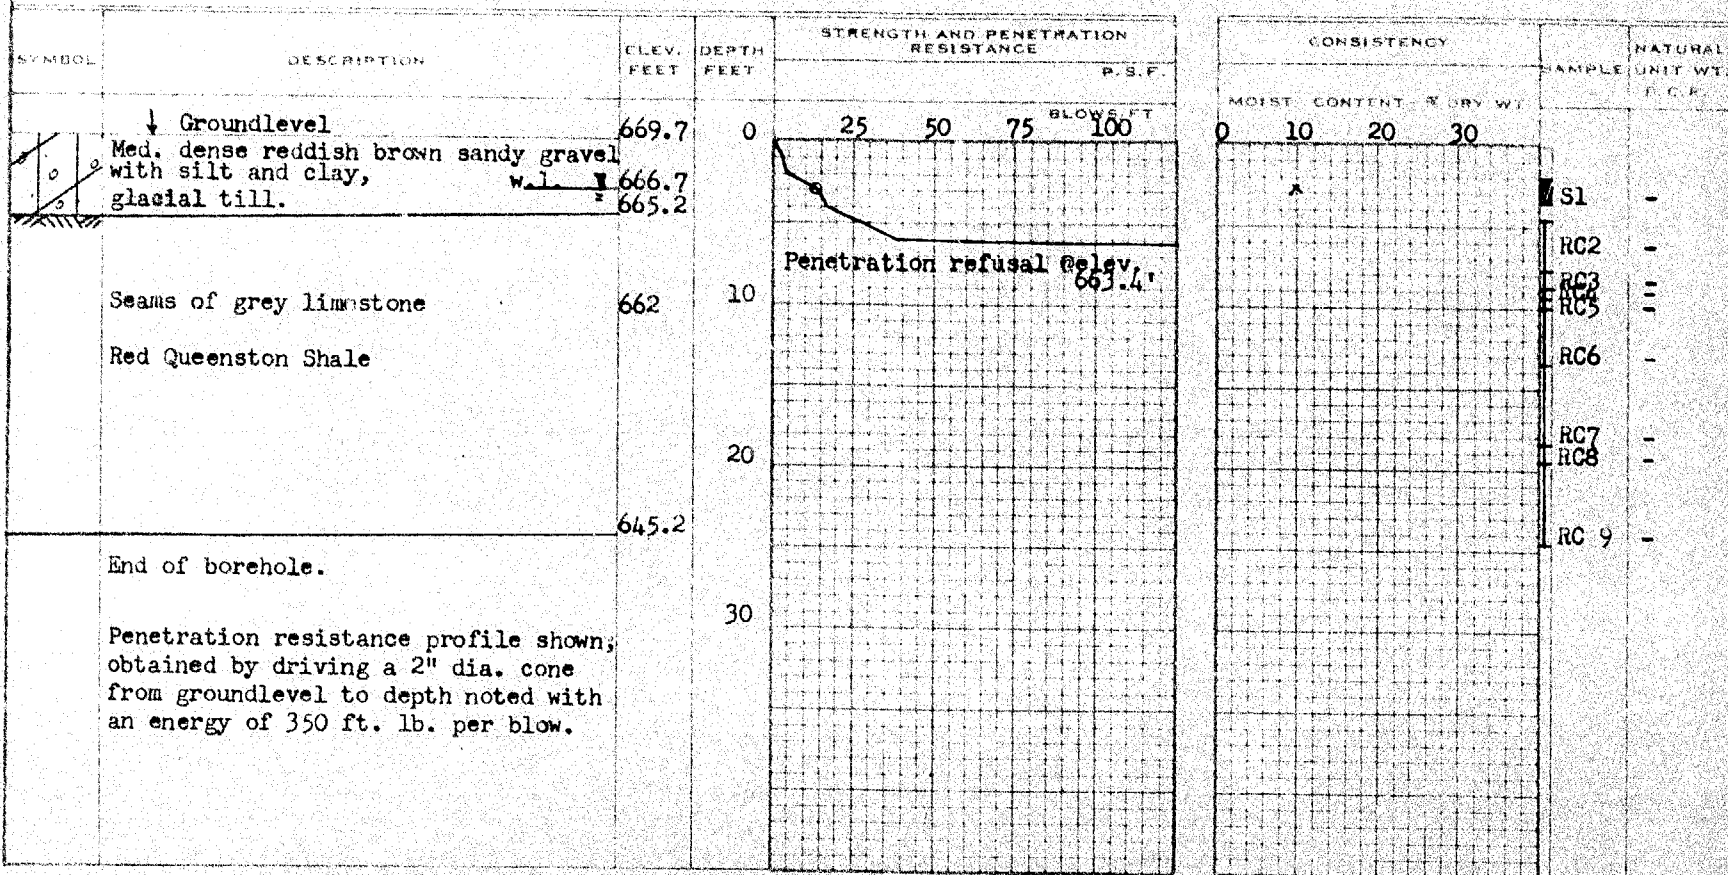 SYMBOL
DESCRIPTION
ELEV. FEET
DEPTH FEET
STRENGTH AND PENETRATION RESISTANCE
P.S.F.
BLOWS/FT
CONSISTENCY
MOIST. CONTENT % DRY WT.
SAMPLE
NATURAL UNIT WT.
P.C.F.
0 25 50 75 100
0 10 20 30
Groundlevel 669.7 0
Med. dense reddish brown sandy gravel
with silt and clay, w.l. 666.7
glacial till. 665.2
S1 -
RC2 -
Penetration refusal @elev.
663.4'
RC3 -
RC4 -
RC5 -
Seams of grey limestone 662 10
Red Queenston Shale
RC6 -
RC7 -
RC8 -
20
645.2
RC 9 -
End of borehole.
30
Penetration resistance profile shown,
obtained by driving a 2" dia. cone
from groundlevel to depth noted with
an energy of 350 ft. lb. per blow.